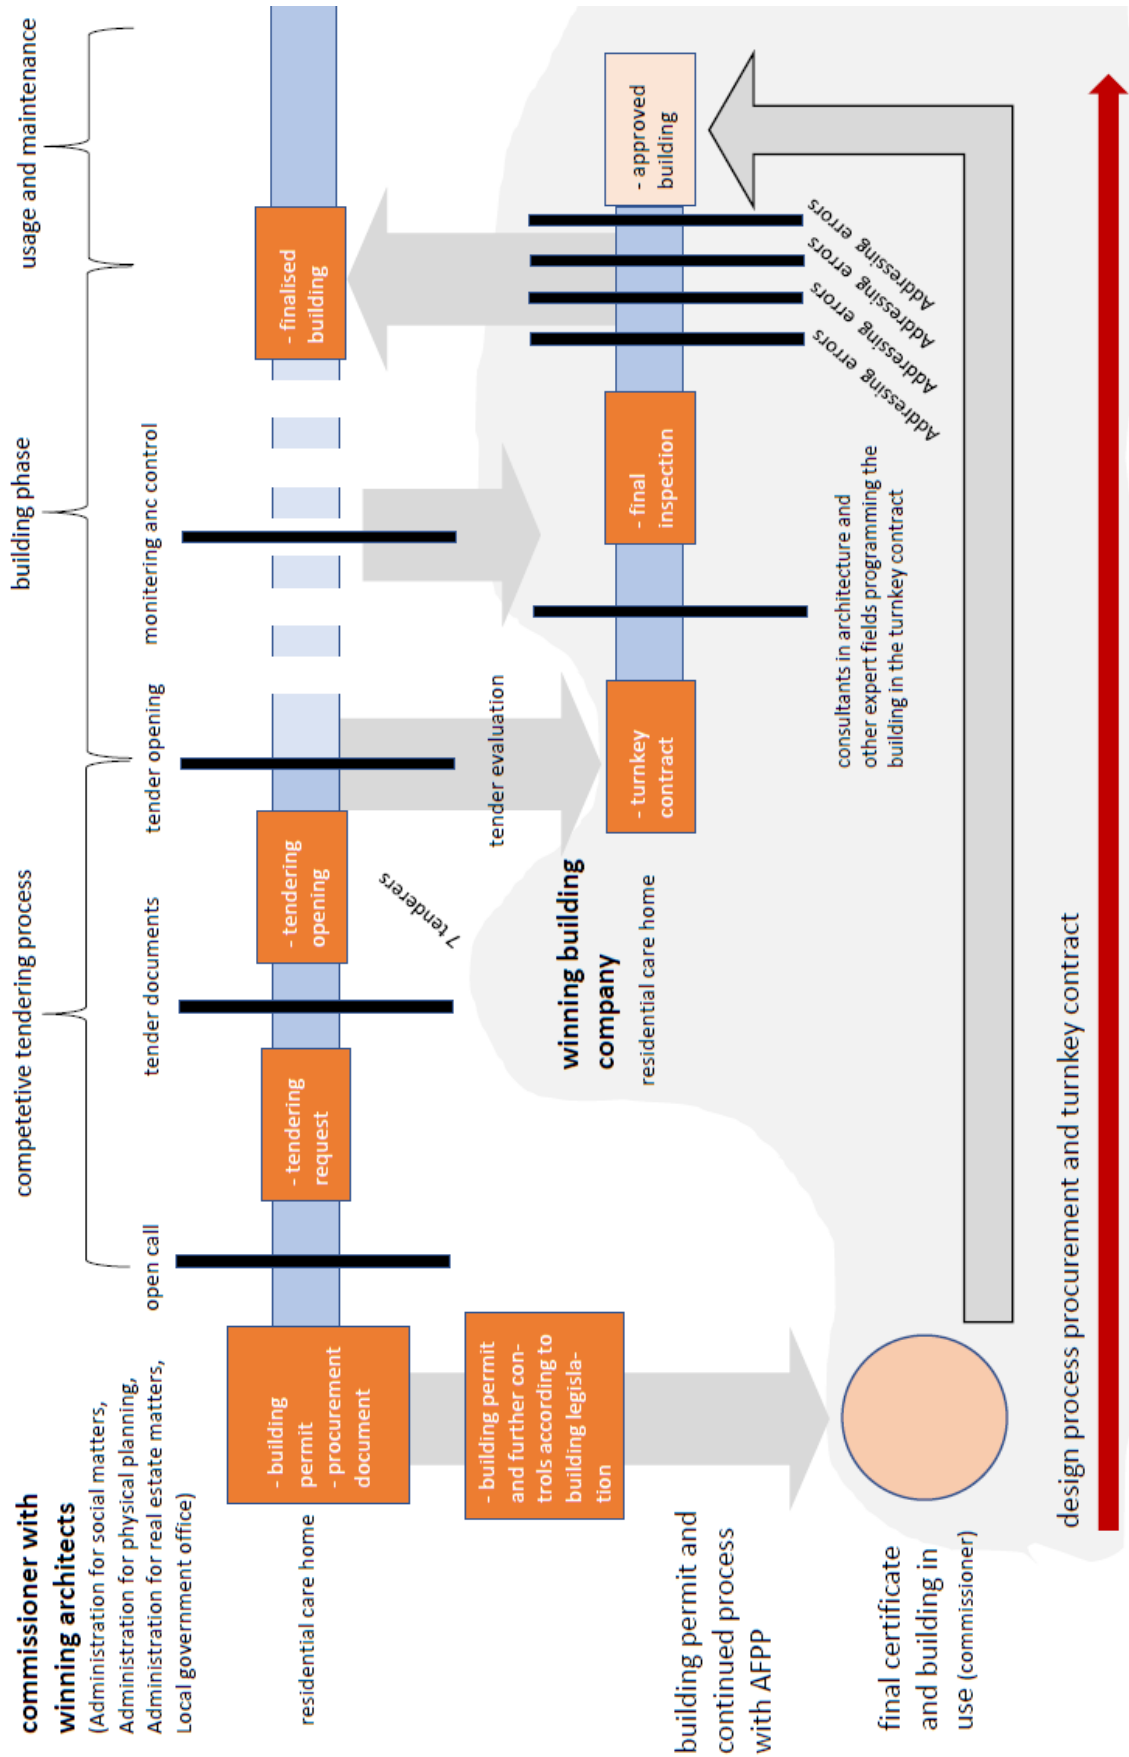 commissioner with
winning architects
(Administration for social matters,
Administration for physical planning,
Administration for real estate matters,
Local government office)
competetive tendering process
building phase
usage and maintenance
open call
tender documents
tender opening
monitering anc control
residential care home
- building
permit
- procurement
document
- tendering
request
- tendering
opening
- finalised
building
7 tenderers
tender evaluation
- building permit
and further con-
trols according to
building legisla-
tion
winning building
company
residential care home
- turnkey
contract
- final
inspection
- approved
building
Addressing errors
Addressing errors
Addressing errors
Addressing errors
building permit and
continued process
with AFPP
consultants in architecture and
other expert fields programming the
building in the turnkey contract
final certificate
and building in
use (commissioner)
design process procurement and turnkey contract